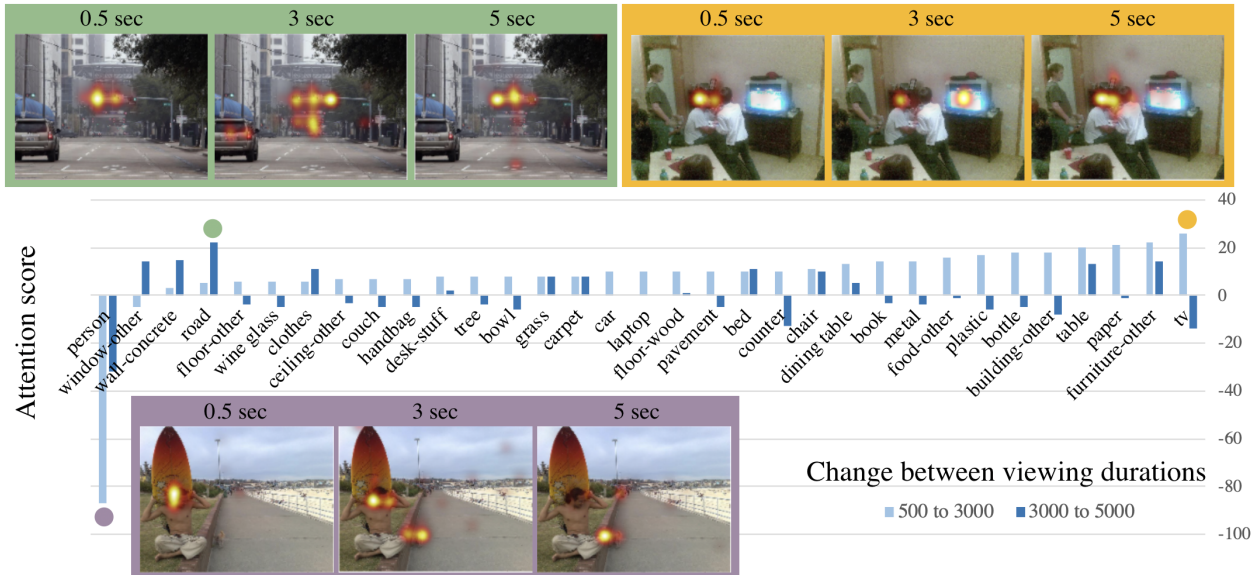 0.5 sec 3 sec 5 sec
0.5 sec 3 sec 5 sec
40
20
0
-20
-40
-60
-80
-100
Attention score
person
window-other
wall-concrete
road
floor-other
wine glass
clothes
ceiling-other
couch
handbag
desk-stuff
tree
bowl
grass
carpet
car
laptop
floor-wood
pavement
bed
counter
chair
dining table
book
metal
food-other
plastic
bottle
building-other
table
paper
furniture-other
tv
0.5 sec 3 sec 5 sec
Change between viewing durations
500 to 3000 3000 to 5000